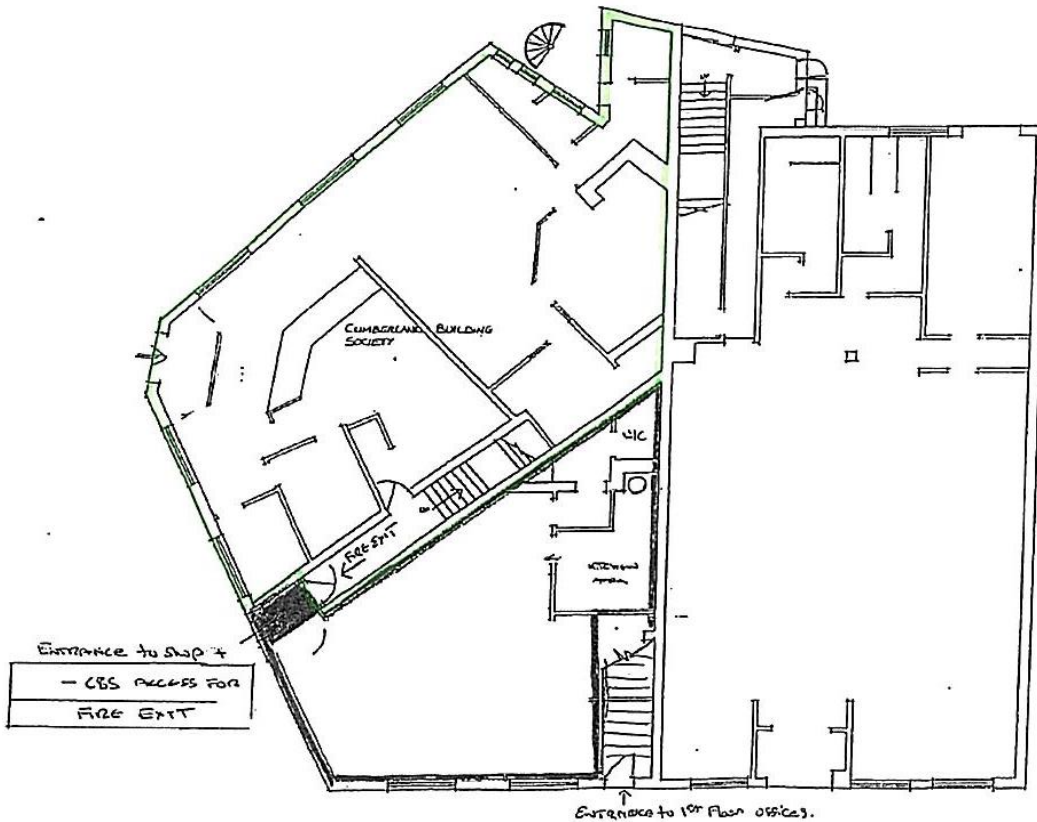 CUMBERLAND BUILDING
SOCIETY
W/C
FIRE EXIT
KITCHEN
AREA
ENTRANCE to SHOP +
- CBS ACCESS FOR
FIRE EXIT
ENTRANCE to 1ST Floor OFFICES.